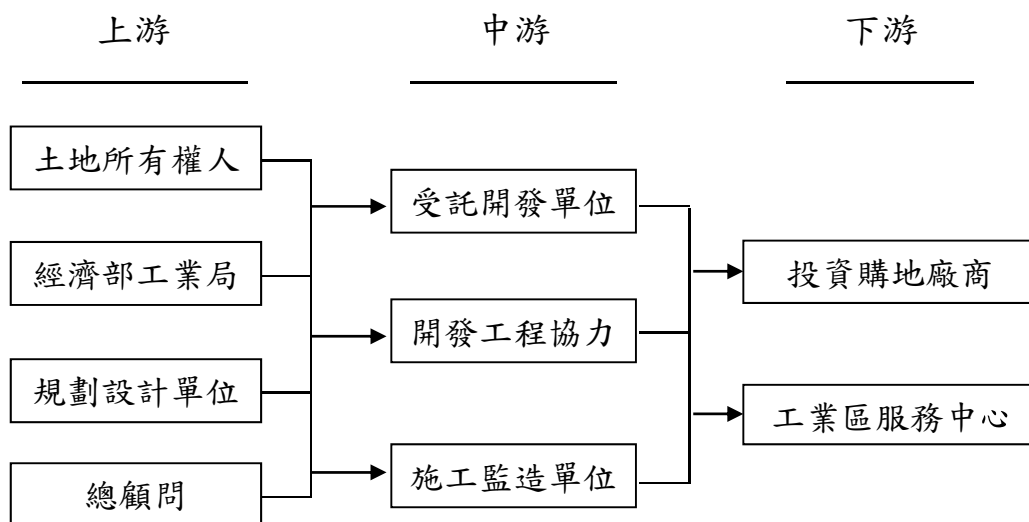 上游
中游
下游
土地所有權人
經濟部工業局
規劃設計單位
總顧問
受託開發單位
開發工程協力
施工監造單位
投資購地廠商
工業區服務中心